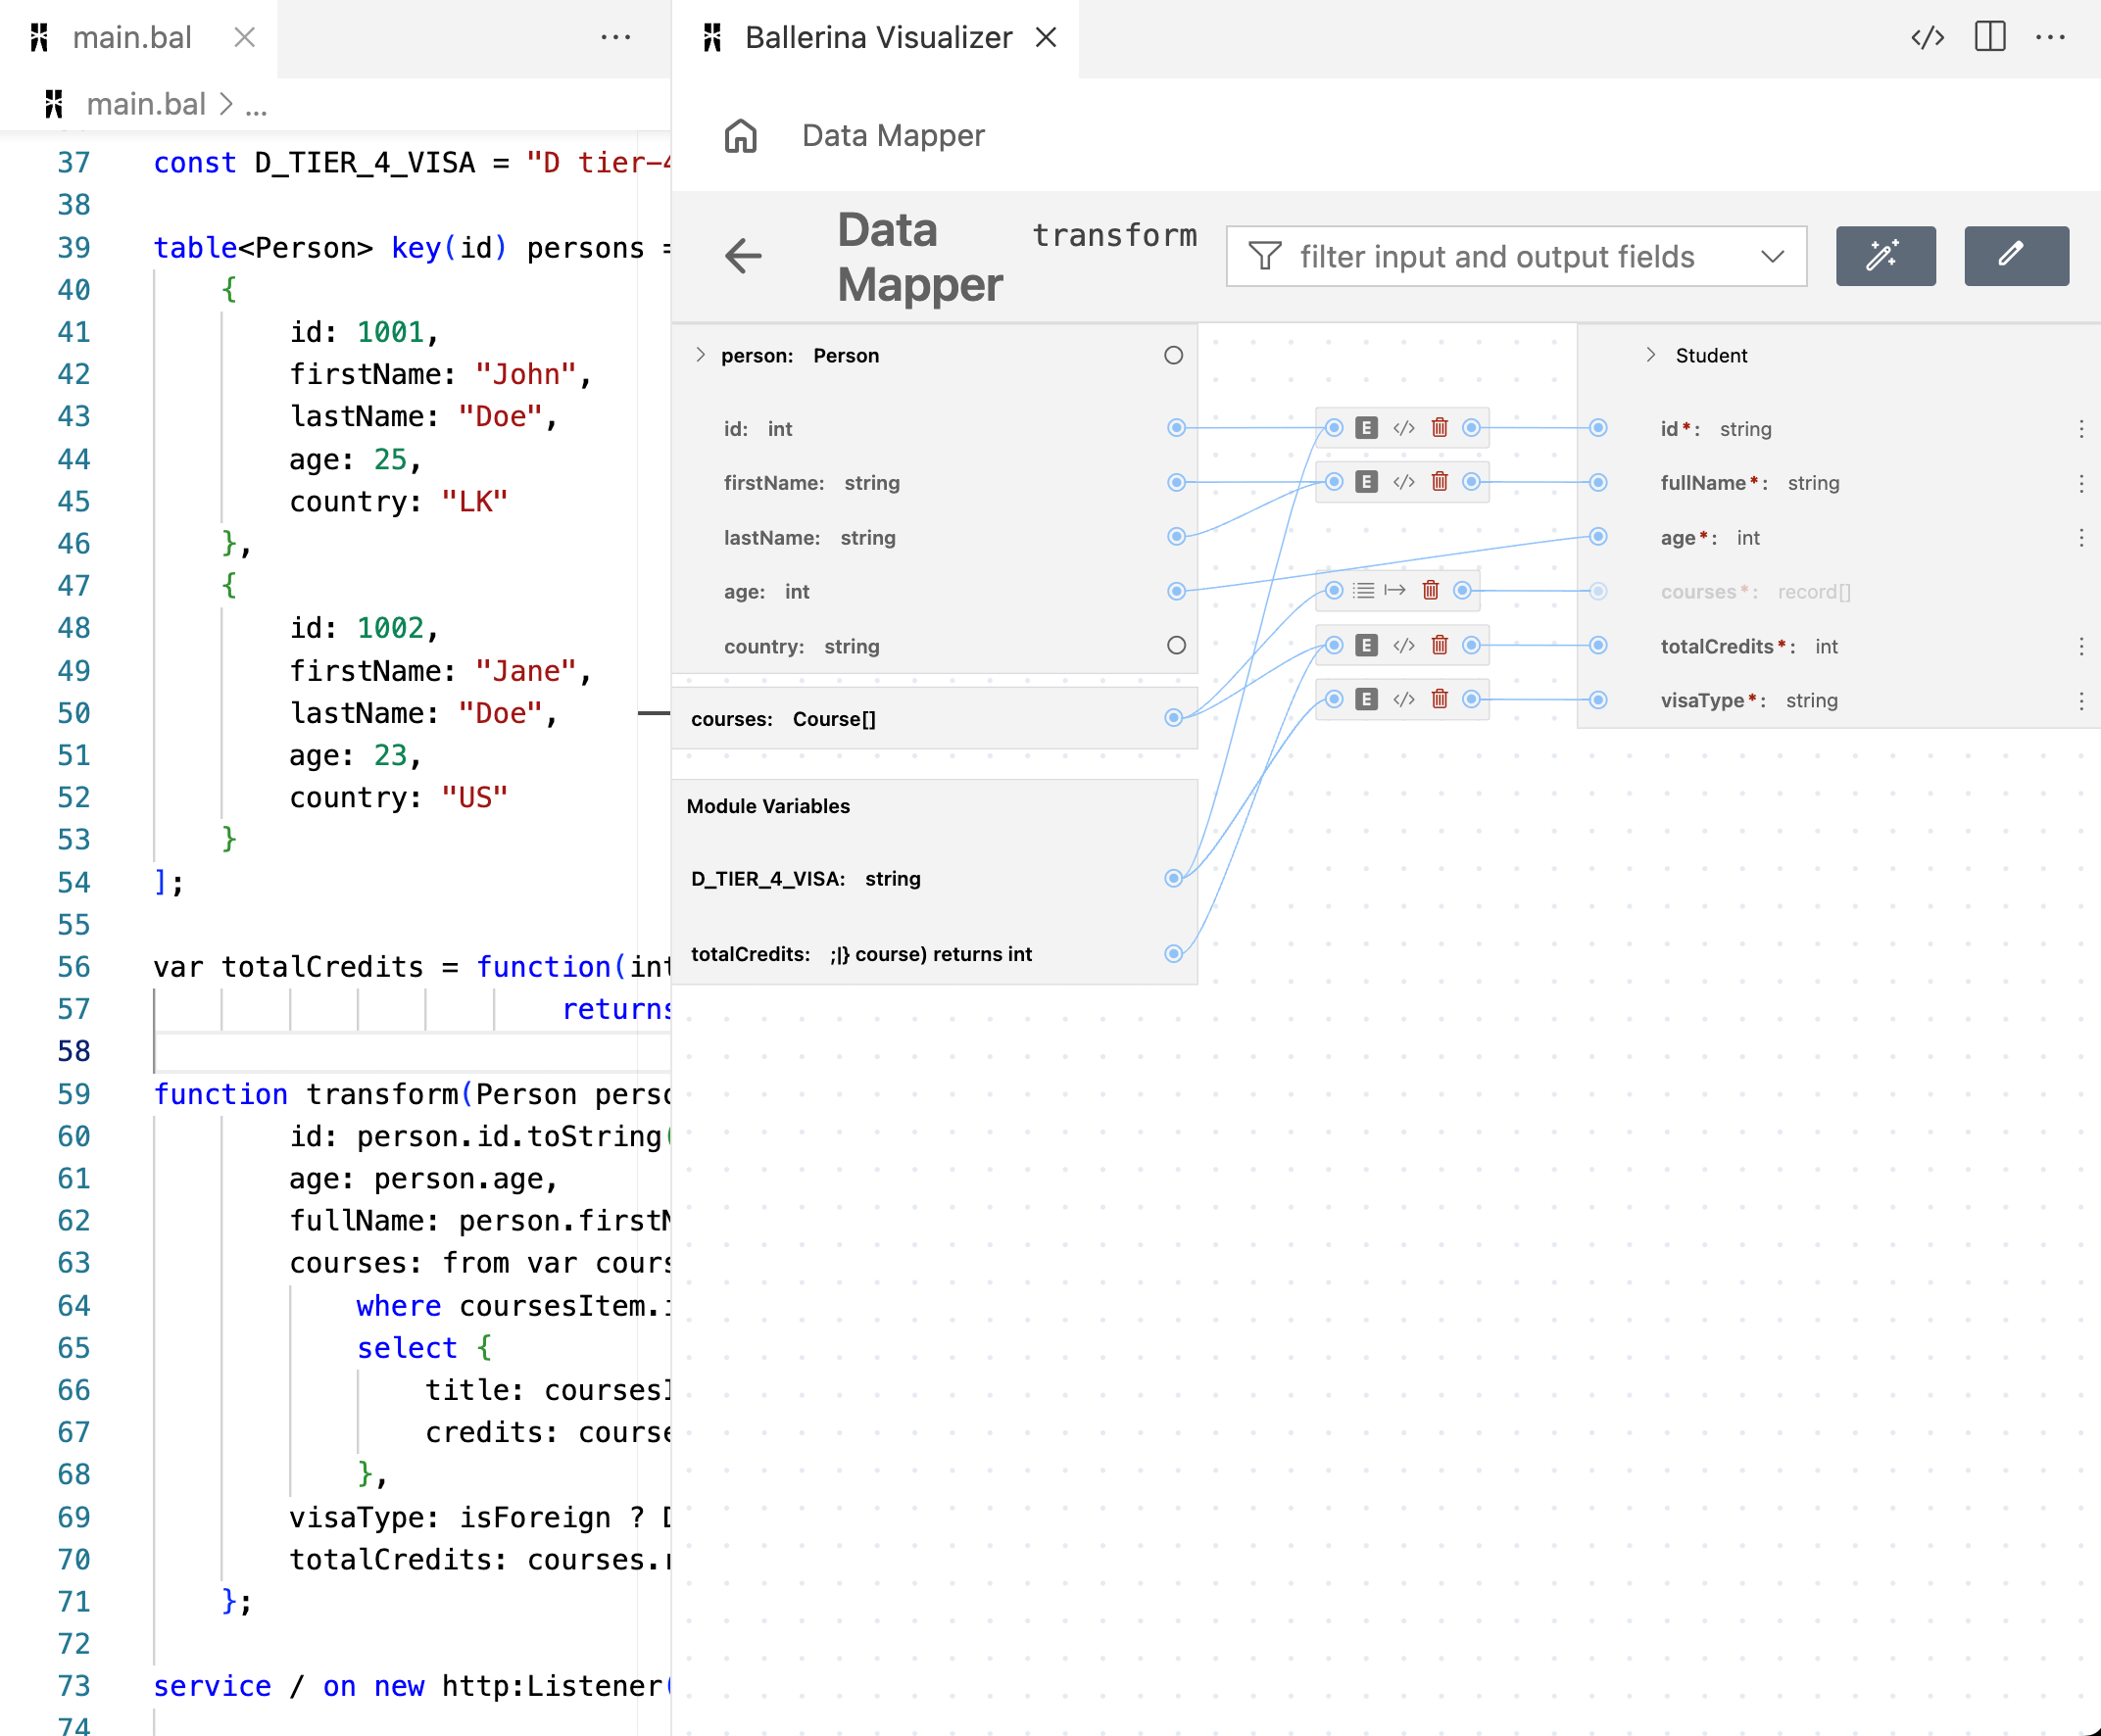 main.bal
main.bal > ...
37 const D_TIER_4_VISA = "D tier-4
38
39 table<Person> key(id) persons =
40 {
41 id: 1001,
42 firstName: "John",
43 lastName: "Doe",
44 age: 25,
45 country: "LK"
46 },
47 {
48 id: 1002,
49 firstName: "Jane",
50 lastName: "Doe",
51 age: 23,
52 country: "US"
53 }
54 ];
55
56 var totalCredits = function(int
57 returns
58
59 function transform(Person perso
60 id: person.id.toString(
61 age: person.age,
62 fullName: person.firstN
63 courses: from var cours
64 where coursesItem.i
65 select {
66 title: coursesI
67 credits: course
68 },
69 visaType: isForeign ? D
70 totalCredits: courses.r
71 };
72
73 service / on new http:Listener(
74
Ballerina Visualizer
Data Mapper
Data Mapper
transform
filter input and output fields
person: Person
id: int
firstName: string
lastName: string
age: int
country: string
courses: Course[]
Module Variables
D_TIER_4_VISA: string
totalCredits: ;|} course) returns int
E </>
E </>
E </>
E </>
Student
id*: string
fullName*: string
age*: int
courses*: record[]
totalCredits*: int
visaType*: string